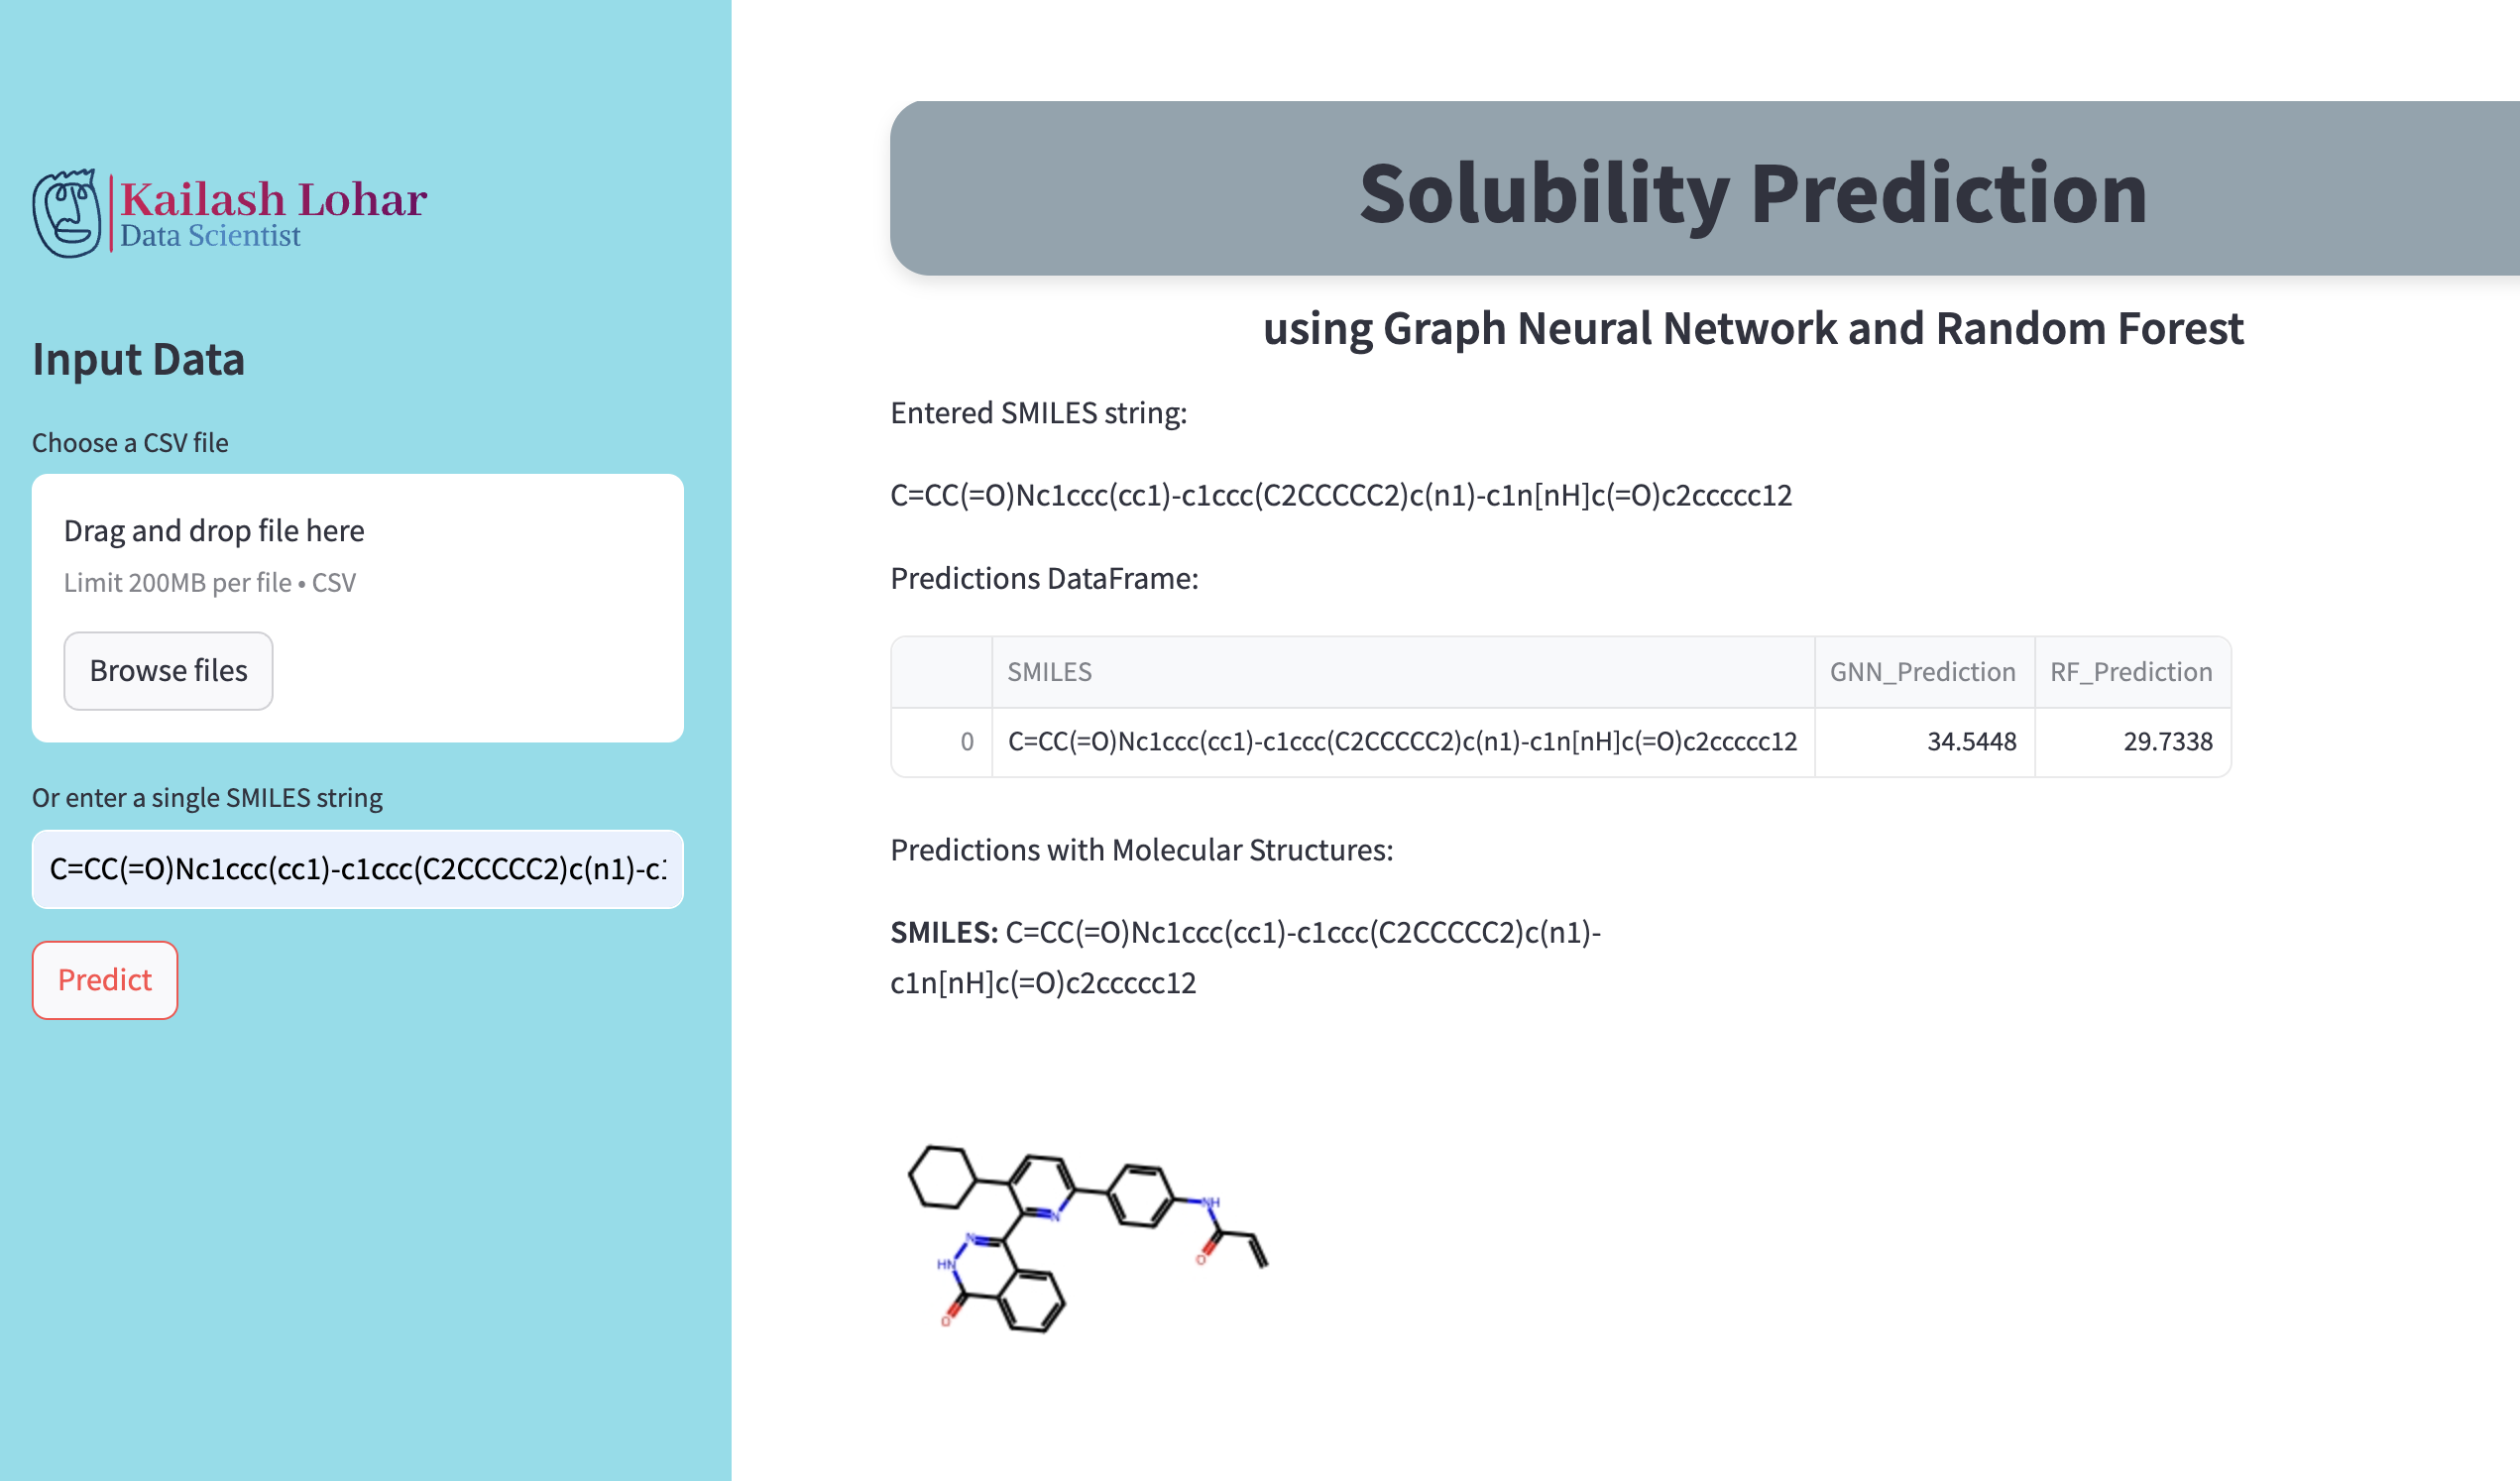 Kailash Lohar
Data Scientist
Input Data
Choose a CSV file
Drag and drop file here
Limit 200MB per file • CSV
Browse files
Or enter a single SMILES string
C=CC(=O)Nc1ccc(cc1)-c1ccc(C2CCCCC2)c(n1)-c1
Predict
Solubility Prediction
using Graph Neural Network and Random Forest
Entered SMILES string:
C=CC(=O)Nc1ccc(cc1)-c1ccc(C2CCCCC2)c(n1)-c1n[nH]c(=O)c2ccccc12
Predictions DataFrame:
SMILES GNN_Prediction RF_Prediction
0 C=CC(=O)Nc1ccc(cc1)-c1ccc(C2CCCCC2)c(n1)-c1n[nH]c(=O)c2ccccc12 34.5448 29.7338
Predictions with Molecular Structures:
SMILES: C=CC(=O)Nc1ccc(cc1)-c1ccc(C2CCCCC2)c(n1)-
c1n[nH]c(=O)c2ccccc12
NH
N
N
O
HN
O